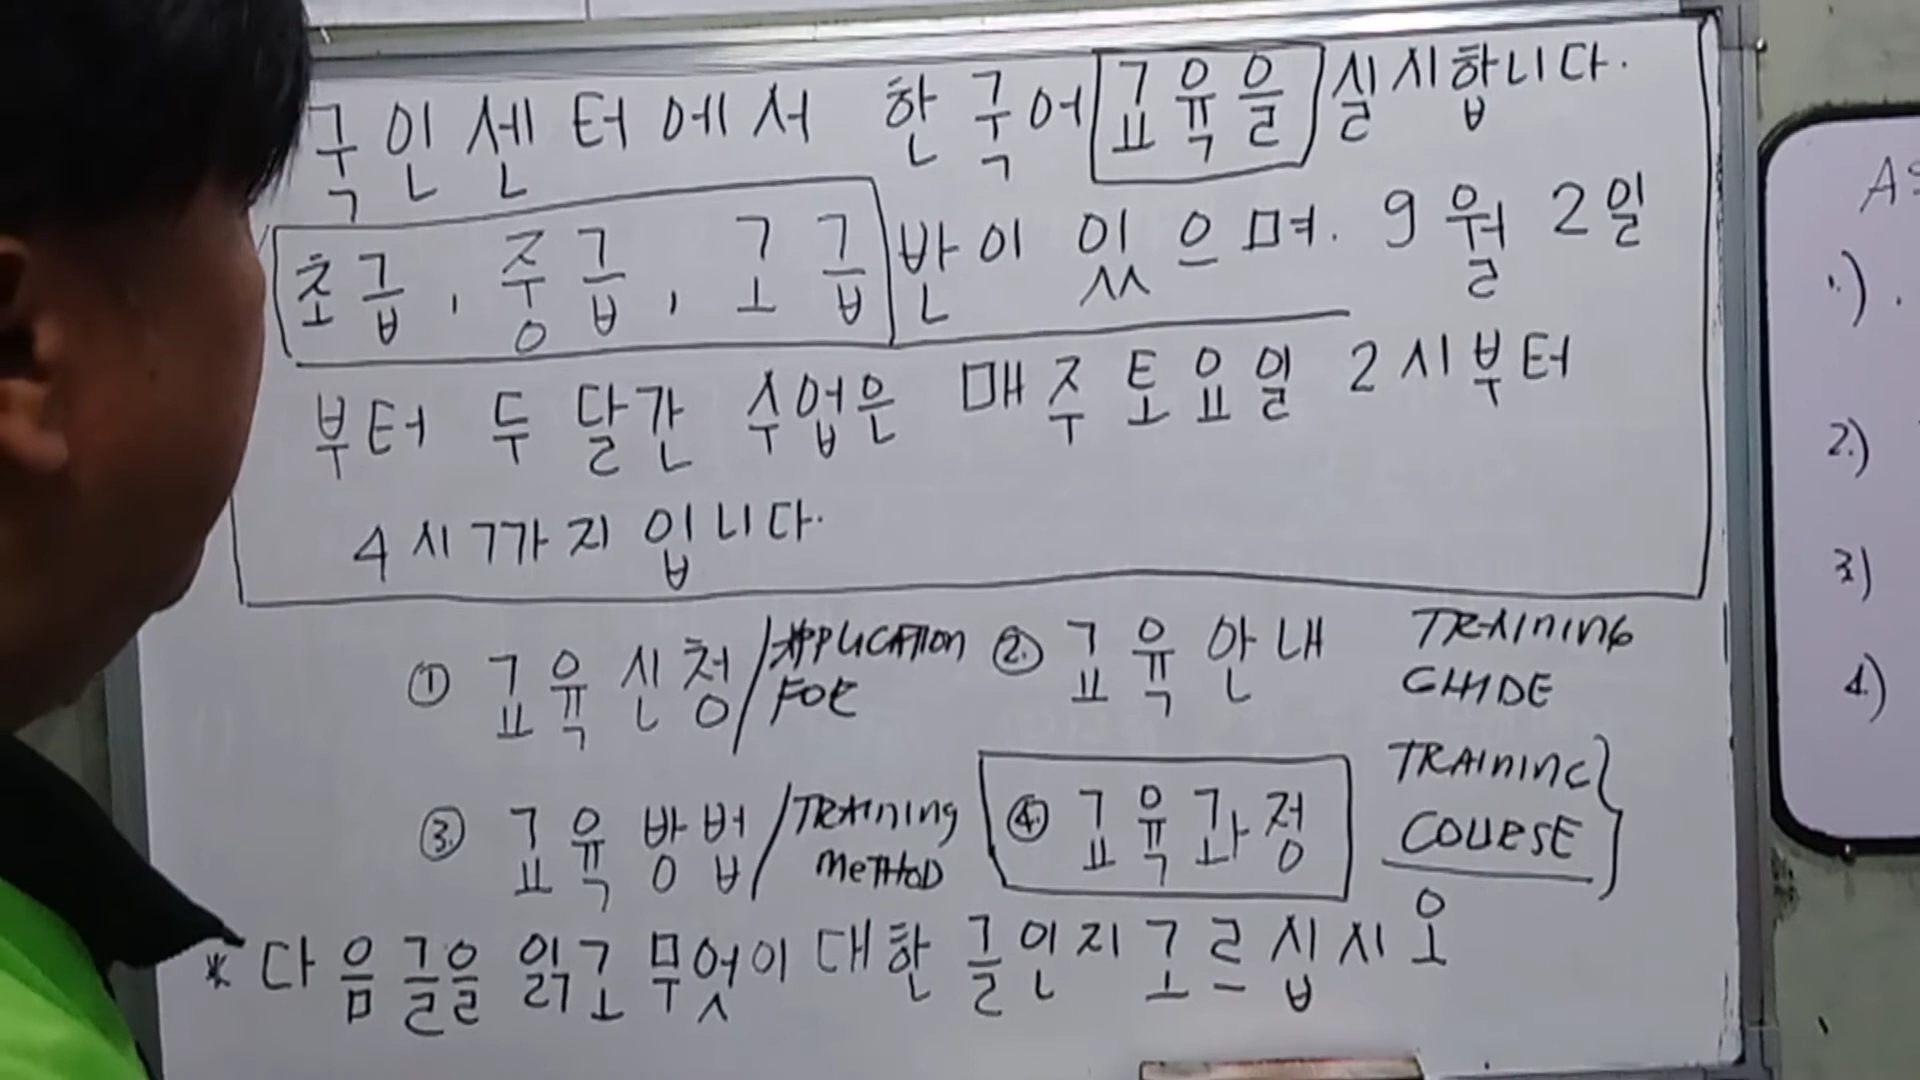 국인센터에서 한국어교육을 실시합니다.
초급, 중급, 고급 반이 있으며. 9월 2일
부터 두 달간 수업은 매주토요일 2시부터
4시까지 입니다.
① 교육신청/APPLICATION FOR
② 교육안내 TRAINING GUIDE
③ 교육방법/TRAINING METHOD
④ 교육과정 TRAINING COURSE
* 다음글을 읽고 무엇이 대한 글인지 고르십시오
1.)
2.)
3.)
4.)